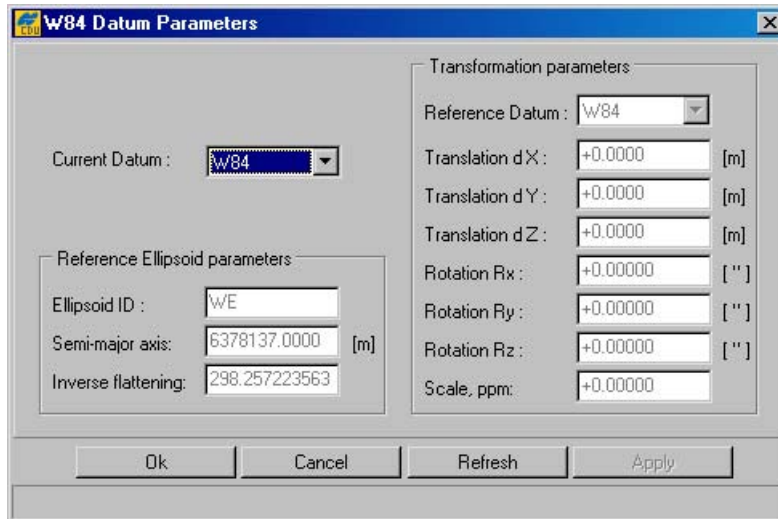 CDU W84 Datum Parameters
Current Datum : W84
Reference Ellipsoid parameters
Ellipsoid ID : WE
Semi-major axis: 6378137.0000 [m]
Inverse flattening: 298.257223563
Transformation parameters
Reference Datum : W84
Translation dX : +0.0000 [m]
Translation dY : +0.0000 [m]
Translation dZ : +0.0000 [m]
Rotation Rx : +0.00000 ["]
Rotation Ry : +0.00000 ["]
Rotation Rz : +0.00000 ["]
Scale, ppm: +0.00000
Ok Cancel Refresh Apply